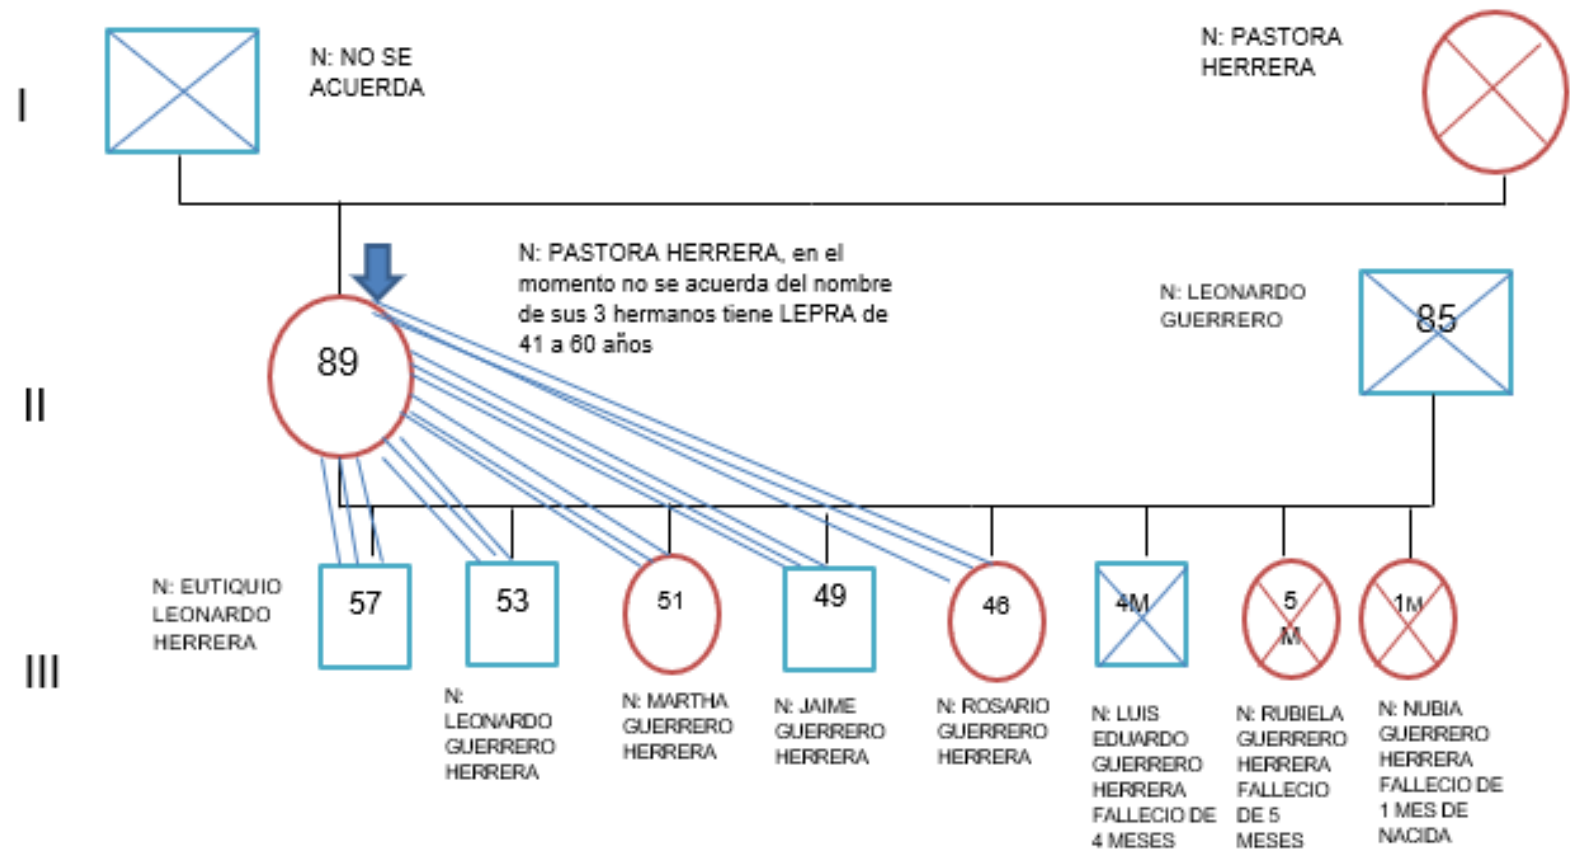 I
N: NO SE
ACUERDA
N: PASTORA
HERRERA
II
89
N: PASTORA HERRERA, en el
momento no se acuerda del nombre
de sus 3 hermanos tiene LEPRA de
41 a 60 años
N: LEONARDO
GUERRERO
85
III
N: EUTIQUIO
LEONARDO
HERRERA
57
53
N:
LEONARDO
GUERRERO
HERRERA
51
N: MARTHA
GUERRERO
HERRERA
49
N: JAIME
GUERRERO
HERRERA
46
N: ROSARIO
GUERRERO
HERRERA
4M
N: LUIS
EDUARDO
GUERRERO
HERRERA
FALLECIO DE
4 MESES
5
M
N: RUBIELA
GUERRERO
HERRERA
FALLECIO
DE 5
MESES
1M
N: NUBIA
GUERRERO
HERRERA
FALLECIO DE
1 MES DE
NACIDA